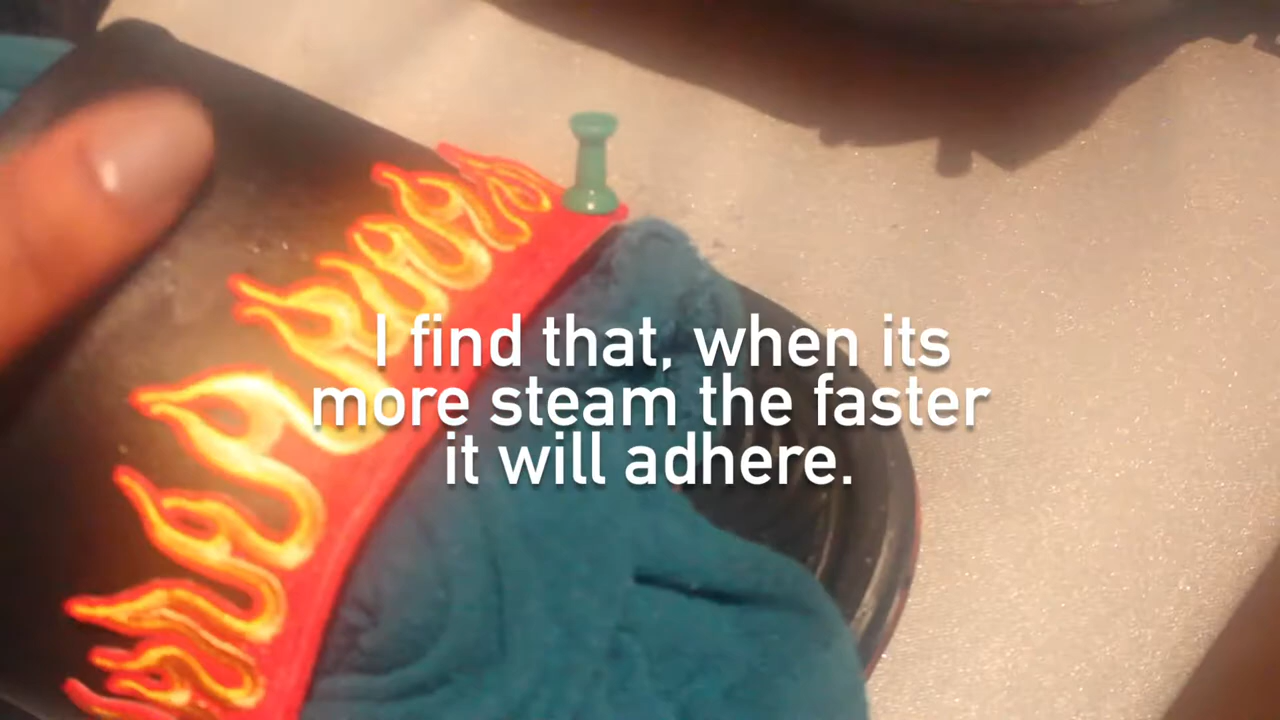 I find that, when its
more steam the faster
it will adhere.